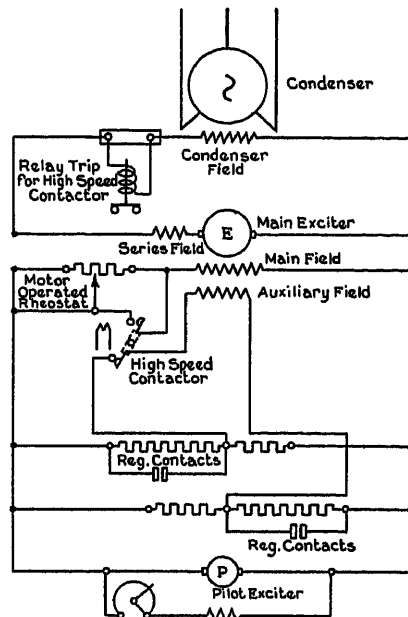 Condenser
Condenser
Field
Relay Trip
for High Speed
Contactor
Main Exciter
E
Series Field
Main Field
Motor
Operated
Rheostat
Auxiliary Field
High Speed
Contactor
Reg. Contacts
Reg. Contacts
P
Pilot Exciter